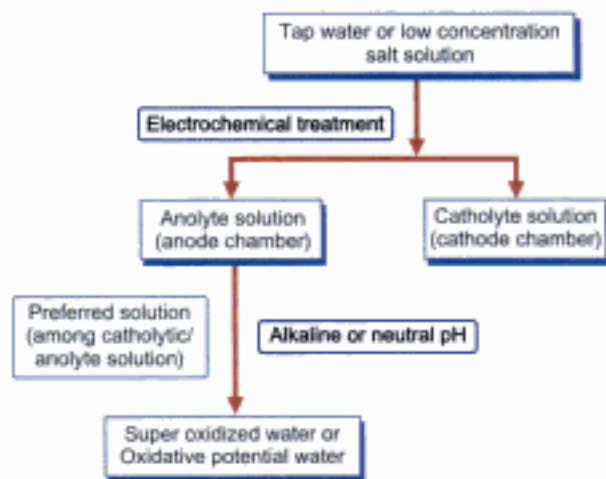 Tap water or low concentration
salt solution
Electrochemical treatment
Anolyte solution
(anode chamber)
Catholyte solution
(cathode chamber)
Preferred solution
(among catholytic/
anolyte solution)
Alkaline or neutral pH
Super oxidized water or
Oxidative potential water